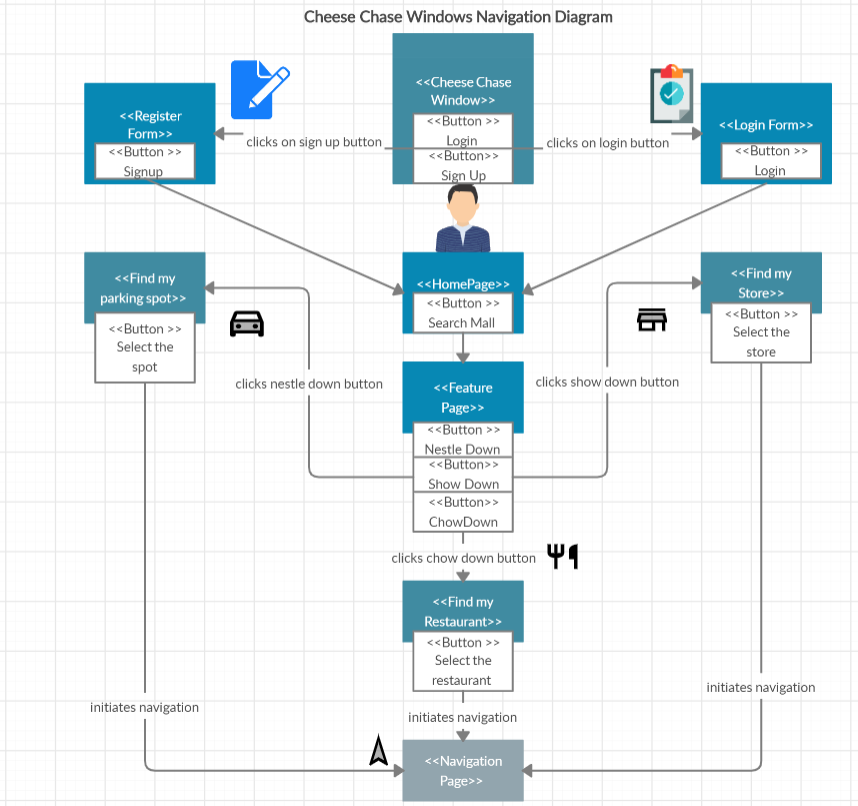 Cheese Chase Windows Navigation Diagram
<<Cheese Chase
Window>>
<<Button >>
Login
<<Button>>
Sign Up
<<Register
Form>>
<<Button >>
Signup
clicks on sign up button
clicks on login button
<<Login Form>>
<<Button >>
Login
<<Find my
parking spot>>
<<Button >>
Select the
spot
<<HomePage>>
<<Button >>
Search Mall
<<Find my
Store>>
<<Button >>
Select the
store
clicks nestle down button
clicks show down button
<<Feature
Page>>
<<Button >>
Nestle Down
<<Button>>
Show Down
<<Button>>
ChowDown
clicks chow down button
<<Find my
Restaurant>>
<<Button >>
Select the
restaurant
initiates navigation
initiates navigation
initiates navigation
<<Navigation
Page>>